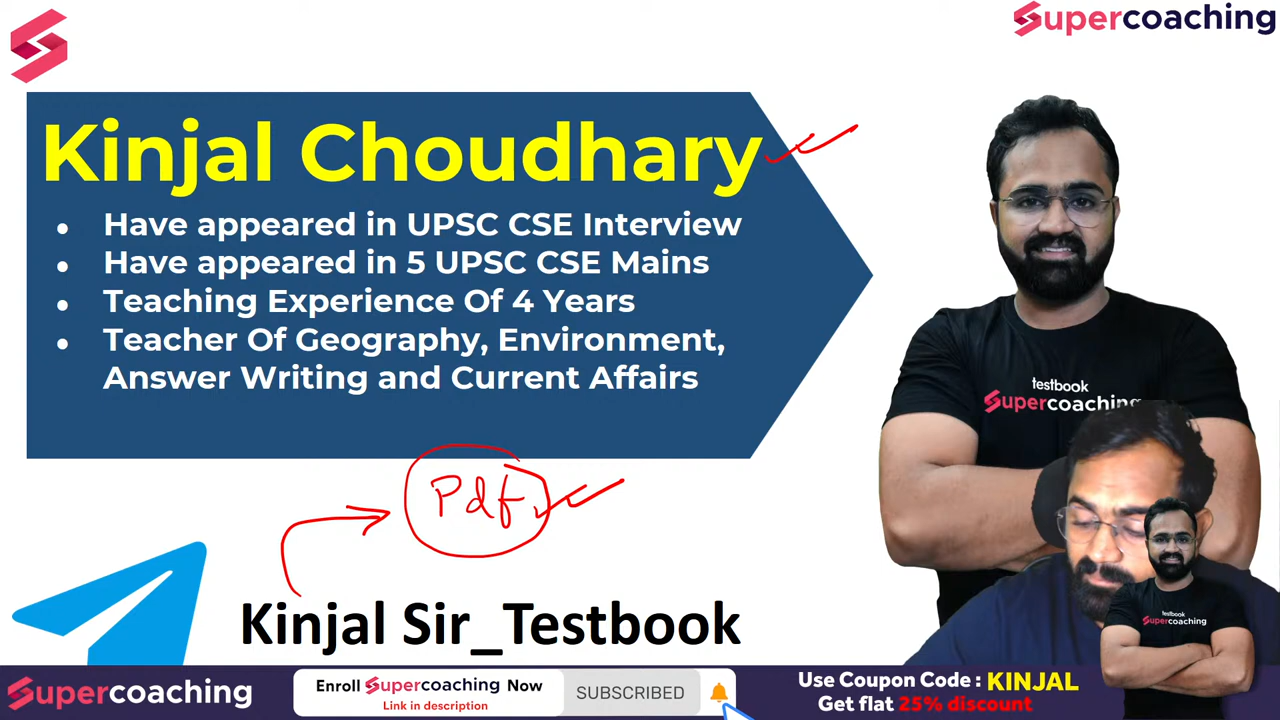 Supercoaching
Kinjal Choudhary
Have appeared in UPSC CSE Interview
Have appeared in 5 UPSC CSE Mains
Teaching Experience Of 4 Years
Teacher Of Geography, Environment,
Answer Writing and Current Affairs
testbook
Supercoaching
Pdf
Kinjal Sir_Testbook
testbook
Supercoaching
Supercoaching
Enroll Supercoaching Now
Link in description
SUBSCRIBED
Use Coupon Code : KINJAL
Get flat 25% discount